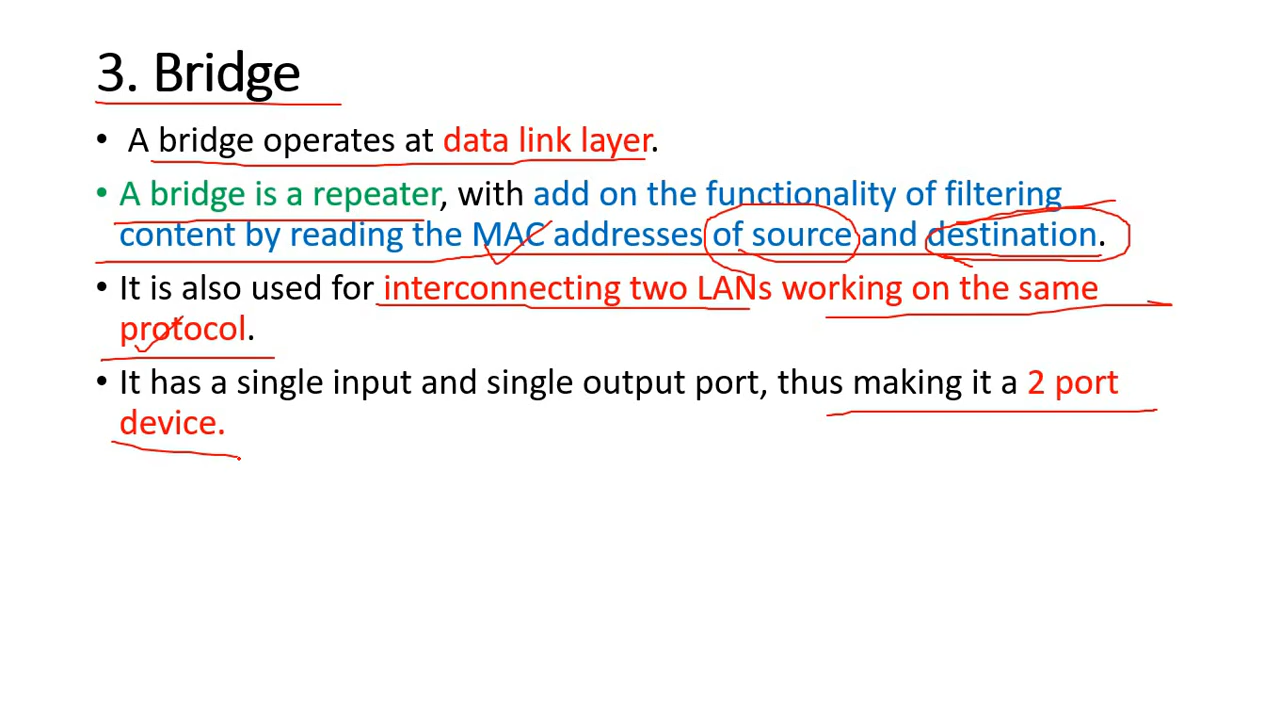 3. Bridge
• A bridge operates at data link layer.
• A bridge is a repeater, with add on the functionality of filtering
content by reading the MAC addresses of source and destination.
• It is also used for interconnecting two LANs working on the same
protocol.
• It has a single input and single output port, thus making it a 2 port
device.